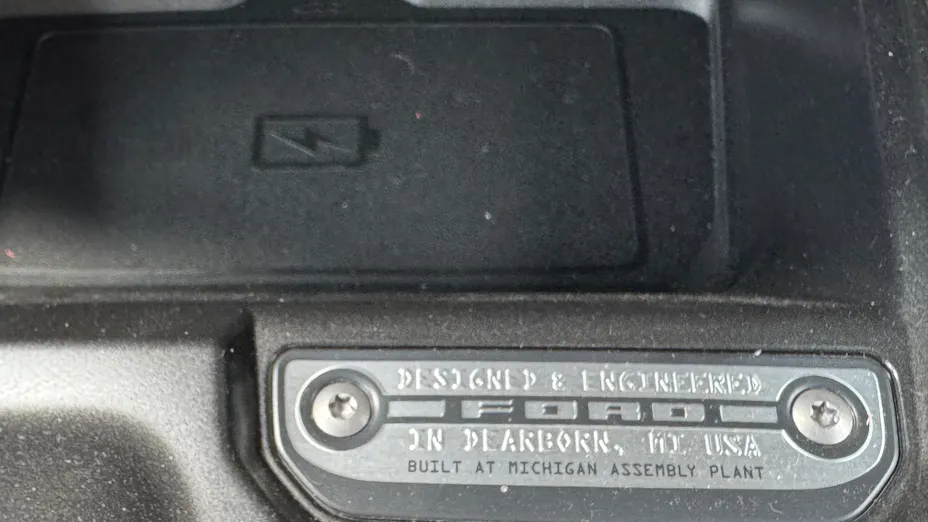 DESIGNED & ENGINEERED
FORD
IN DEARBORN, MI USA
BUILT AT MICHIGAN ASSEMBLY PLANT